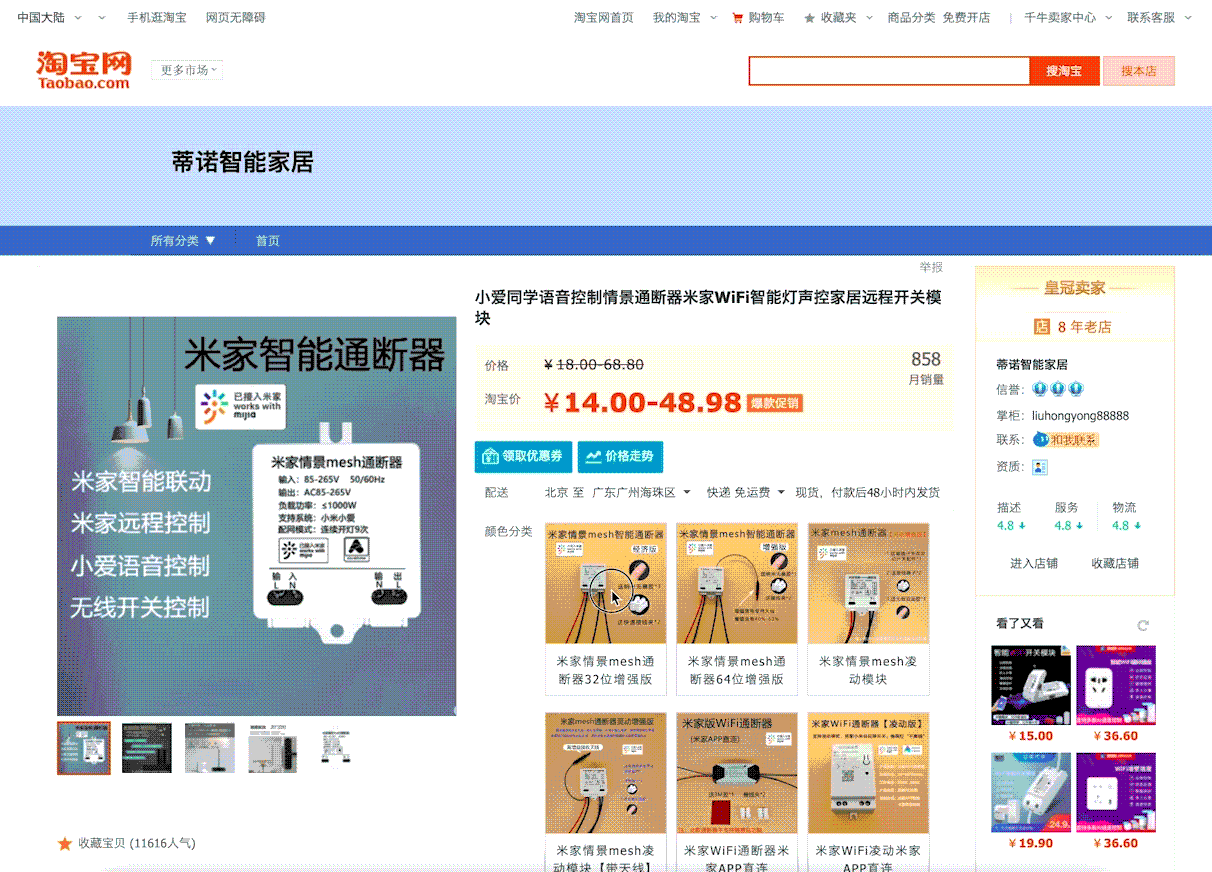 中国大陆
手机逛淘宝
网页无障碍
淘宝网首页
我的淘宝
购物车
收藏夹
商品分类
免费开店
千牛卖家中心
联系客服
淘宝网
Taobao.com
更多市场
搜淘宝
搜本店
蒂诺智能家居
所有分类 ▼
首页
举报
米家智能通断器
已接入米家
works with
mijia
米家智能联动
米家远程控制
小爱语音控制
无线开关控制
米家情景mesh通断器
输入：85-265V 50/60Hz
输出：AC85-265V
负载功率：≤1000W
支持系统：小米小爱
配网模式：连续开灯9次
输 入
L N
输 出
N L
收藏宝贝 (11616人气)
小爱同学语音控制情景通断器米家WiFi智能灯声控家居远程开关模
块
价格
¥ 18.00-68.80
858
月销量
淘宝价
¥ 14.00-48.98
爆款促销
领取优惠券
价格走势
配送
北京 至 广东广州海珠区
快递 免运费
现货，付款后48小时内发货
颜色分类
米家情景mesh智能通断器
经济版
米家情景mesh通
断器32位增强版
米家情景mesh智能通断器
增强版
米家情景mesh通
断器64位增强版
米家mesh通断器
米家情景mesh凌
动模块
米家mesh通断器凌动增强版
米家情景mesh凌
动模块【带天线】
米家版WiFi通断器
(米家APP直连)
米家WiFi通断器米
家APP直连
米家WiFi通断器【凌动版】
米家WiFi凌动米家
APP直连
皇冠卖家
店 8 年老店
蒂诺智能家居
信誉：
掌柜：liuhongyong88888
联系：
和我联系
资质：
描述
服务
物流
4.8
4.8
4.8
进入店铺
收藏店铺
看了又看
¥ 15.00
¥ 36.60
24.9
¥ 19.90
¥ 36.60